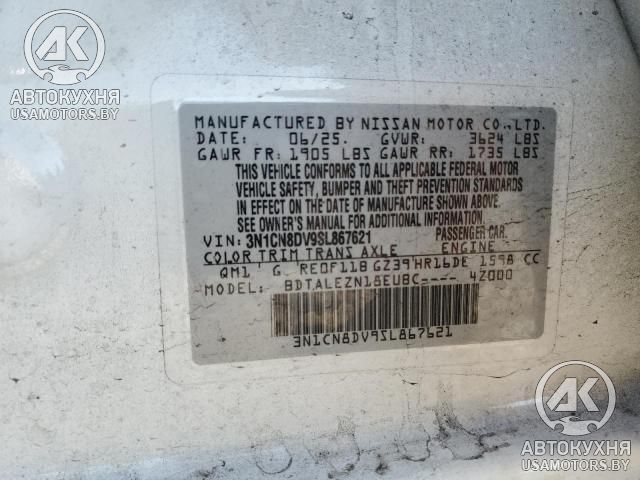 АК
АВТОКУХНЯ
USAMOTORS.BY
MANUFACTURED BY NISSAN MOTOR CO.,LTD.
DATE: 06/25. GVWR: 3624 LBS
GAWR FR: 1905 LBS GAWR RR: 1735 LBS
THIS VEHICLE CONFORMS TO ALL APPLICABLE FEDERAL MOTOR
VEHICLE SAFETY, BUMPER AND THEFT PREVENTION STANDARDS
IN EFFECT ON THE DATE OF MANUFACTURE SHOWN ABOVE.
SEE OWNER'S MANUAL FOR ADDITIONAL INFORMATION.
VIN: 3N1CN8DV9SL867621 PASSENGER CAR.
COLOR TRIM TRANS AXLE ENGINE
QM1 G RE0F11B GZ39 HR16DE 1598 CC
MODEL: BDTALEZN18EUBC---- 4Z000
3N1CN8DV9SL867621
АК
АВТОКУХНЯ
USAMOTORS.BY